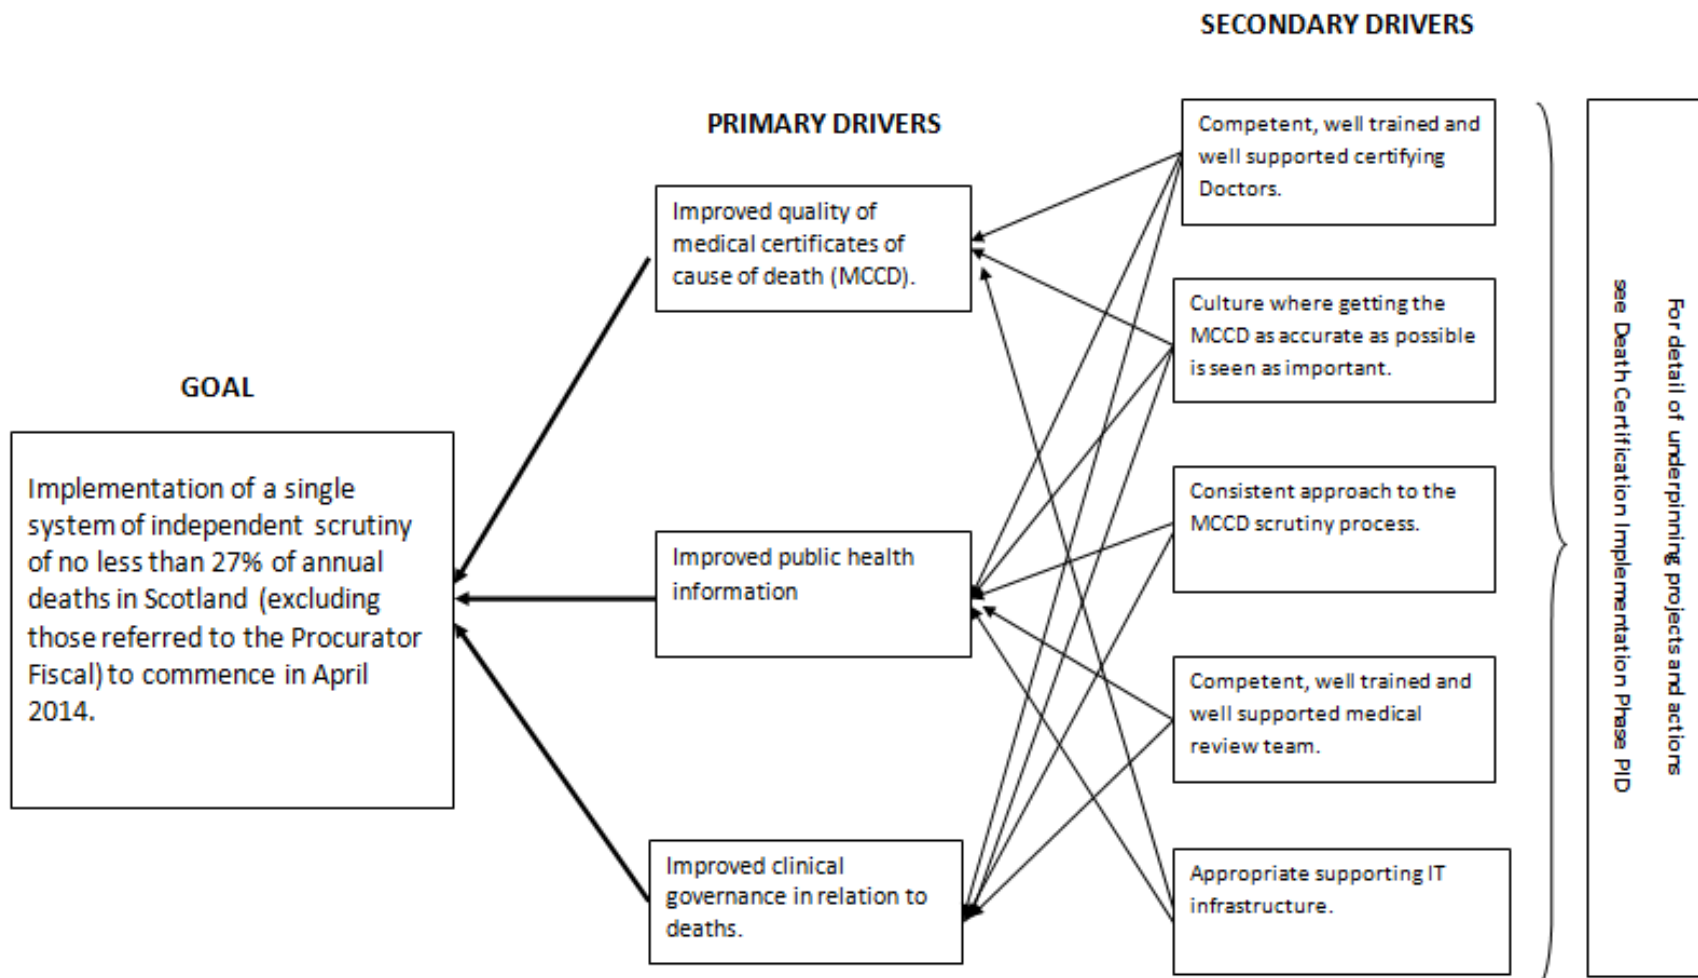 SECONDARY DRIVERS
PRIMARY DRIVERS
GOAL
Implementation of a single
system of independent scrutiny
of no less than 27% of annual
deaths in Scotland (excluding
those referred to the Procurator
Fiscal) to commence in April
2014.
Improved quality of
medical certificates of
cause of death (MCCD).
Improved public health
information
Improved clinical
governance in relation to
deaths.
Competent, well trained and
well supported certifying
Doctors.
Culture where getting the
MCCD as accurate as possible
is seen as important.
Consistent approach to the
MCCD scrutiny process.
Competent, well trained and
well supported medical
review team.
Appropriate supporting IT
infrastructure.
For detail of underpinning projects and actions
see Death Certification Implementation Phase PID